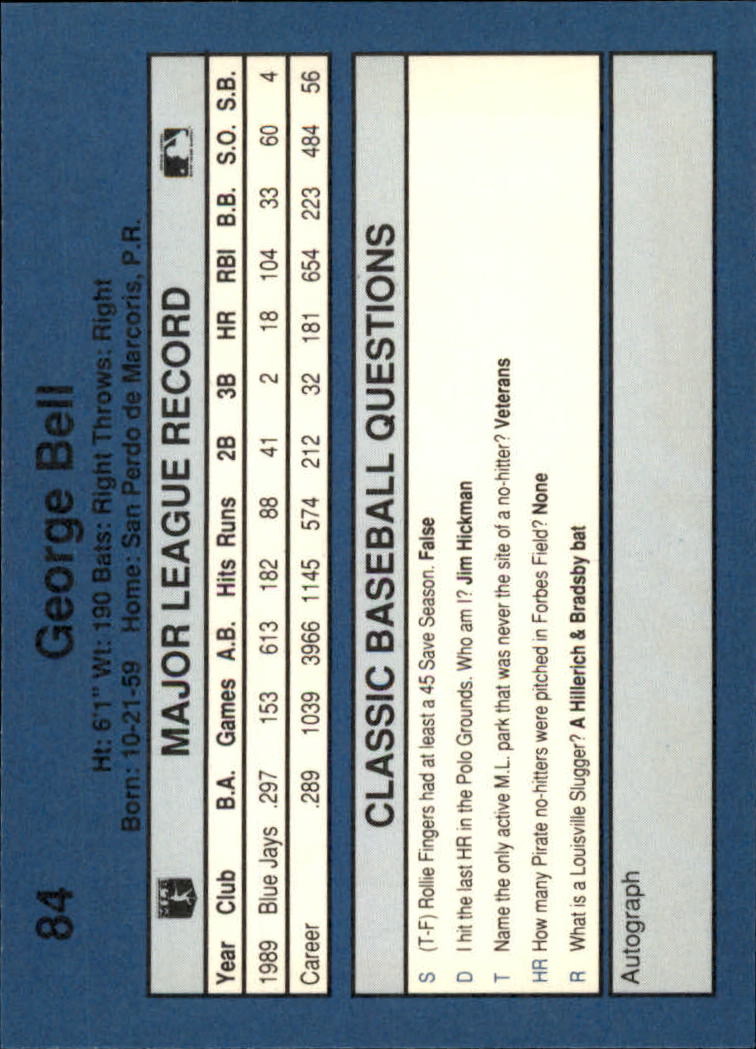 84 George Bell
Ht: 6'1" Wt: 190 Bats: Right Throws: Right
Born: 10-21-59 Home: San Perdo de Marcoris, P.R.
MAJOR LEAGUE RECORD
Year Club B.A. Games A.B. Hits Runs 2B 3B HR RBI B.B. S.O. S.B.
1989 Blue Jays .297 153 613 182 88 41 2 18 104 33 60 4
Career .289 1039 3966 1145 574 212 32 181 654 223 484 56
CLASSIC BASEBALL QUESTIONS
S (T-F) Rollie Fingers had at least a 45 Save Season. False
D I hit the last HR in the Polo Grounds. Who am I? Jim Hickman
T Name the only active M.L. park that was never the site of a no-hitter? Veterans
HR How many Pirate no-hitters were pitched in Forbes Field? None
R What is a Louisville Slugger? A Hillerich & Bradsby bat
Autograph